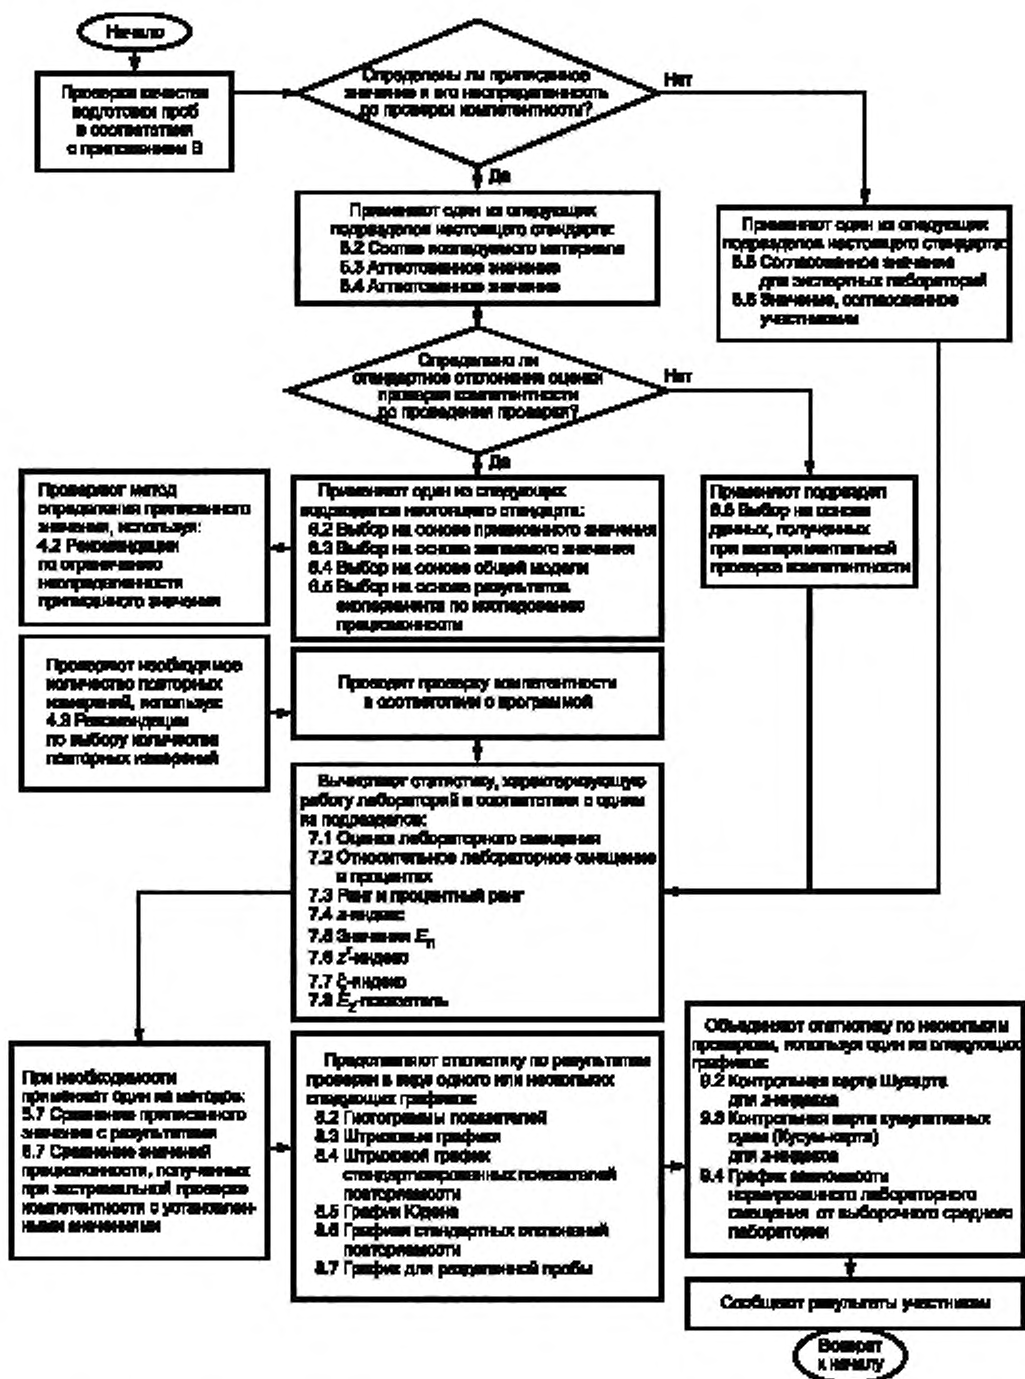 Начало
Проверка качества
подготовки проб
в соответствии
с приложением В
Определены ли приписанное
значение и его неопределенность
до проверки компетентности?
Нет
Да
Применяют один из следующих
подразделов настоящего стандарта:
5.2 Состав исследуемого материала
5.3 Аттестованное значение
5.4 Аттестованное значение
Применяют один из следующих
подразделов настоящего стандарта:
5.5 Согласованное значение
для экспертных лабораторий
5.6 Значение, согласованное
участниками
Определено ли
стандартное отклонение оценки
проверки компетентности
до проведения проверки?
Нет
Да
Проверяют метод
определения приписанного
значения, используя:
4.2 Рекомендации
по ограничению
неопределенности
приписанного значения
Применяют один из следующих
подразделов настоящего стандарта:
6.2 Выбор на основе приписанного значения
6.3 Выбор на основе желаемого значения
6.4 Выбор на основе общей модели
6.5 Выбор на основе результатов
эксперимента по исследованию
прецизионности
Применяют подраздел
6.6 Выбор на основе
данных, полученных
при экспериментальной
проверке компетентности
Проверяют необходимое
количество повторных
измерений, используя:
4.3 Рекомендации
по выбору количества
повторных измерений
Проводят проверку компетентности
в соответствии с программой
Вычисляют статистику, характеризующую
работу лабораторий в соответствии с одним
из подразделов:
7.1 Оценка лабораторного смещения
7.2 Относительное лабораторное смещение
в процентах
7.3 Ранг и процентный ранг
7.4 z-индекс
7.5 Значения Eₙ
7.6 z'-индекс
7.7 ξ-индекс
7.8 E_z-показатель
При необходимости
применяют один из методов:
5.7 Сравнение приписанного
значения с результатами
6.7 Сравнение значений
прецизионности, полученных
при экстремальной проверке
компетентности с установлен-
ными значениями
Представляют статистику по результатам
проверки в виде одного или нескольких
следующих графиков:
8.2 Гистограммы показателей
8.3 Штриховые графики
8.4 Штриховой график
стандартизированных показателей
повторяемости
8.5 График Юдена
8.6 Графики стандартных отклонений
повторяемости
8.7 График для разделенной пробы
Объединяют статистику по нескольким
проверкам, используя один из следующих
графиков:
9.2 Контрольная карта Шухарта
для z-индексов
9.3 Контрольная карта кумулятивных
сумм (Кусум-карта)
для z-индексов
9.4 График зависимости
нормированного лабораторного
смещения от выборочного среднего
лаборатории
Сообщают результаты участникам
Возврат
к началу